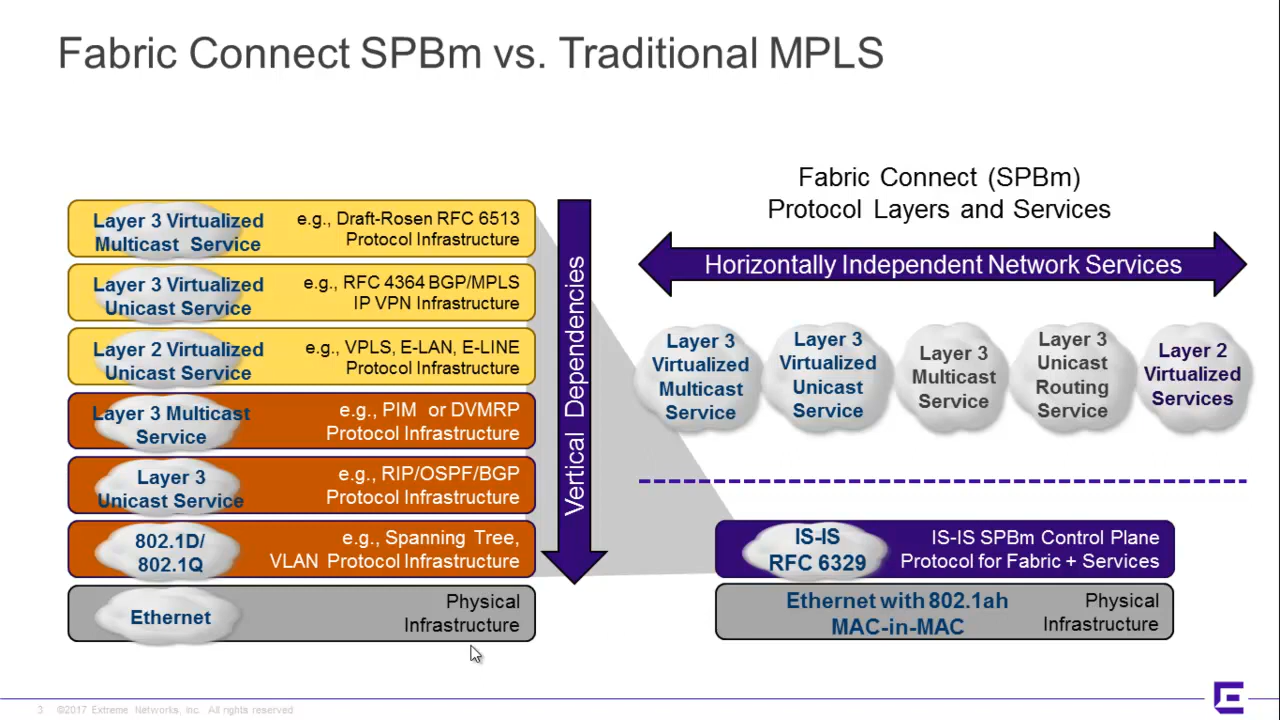 Fabric Connect SPBm vs. Traditional MPLS
Layer 3 Virtualized
Multicast Service
e.g., Draft-Rosen RFC 6513
Protocol Infrastructure
Layer 3 Virtualized
Unicast Service
e.g., RFC 4364 BGP/MPLS
IP VPN Infrastructure
Layer 2 Virtualized
Unicast Service
e.g., VPLS, E-LAN, E-LINE
Protocol Infrastructure
Layer 3 Multicast
Service
e.g., PIM or DVMRP
Protocol Infrastructure
Layer 3
Unicast Service
e.g., RIP/OSPF/BGP
Protocol Infrastructure
802.1D/
802.1Q
e.g., Spanning Tree,
VLAN Protocol Infrastructure
Ethernet
Physical
Infrastructure
Vertical Dependencies
Fabric Connect (SPBm)
Protocol Layers and Services
Horizontally Independent Network Services
Layer 3
Virtualized
Multicast
Service
Layer 3
Virtualized
Unicast
Service
Layer 3
Multicast
Service
Layer 3
Unicast
Routing
Service
Layer 2
Virtualized
Services
IS-IS
RFC 6329
IS-IS SPBm Control Plane
Protocol for Fabric + Services
Ethernet with 802.1ah
MAC-in-MAC
Physical
Infrastructure
3 ©2017 Extreme Networks, Inc. All rights reserved